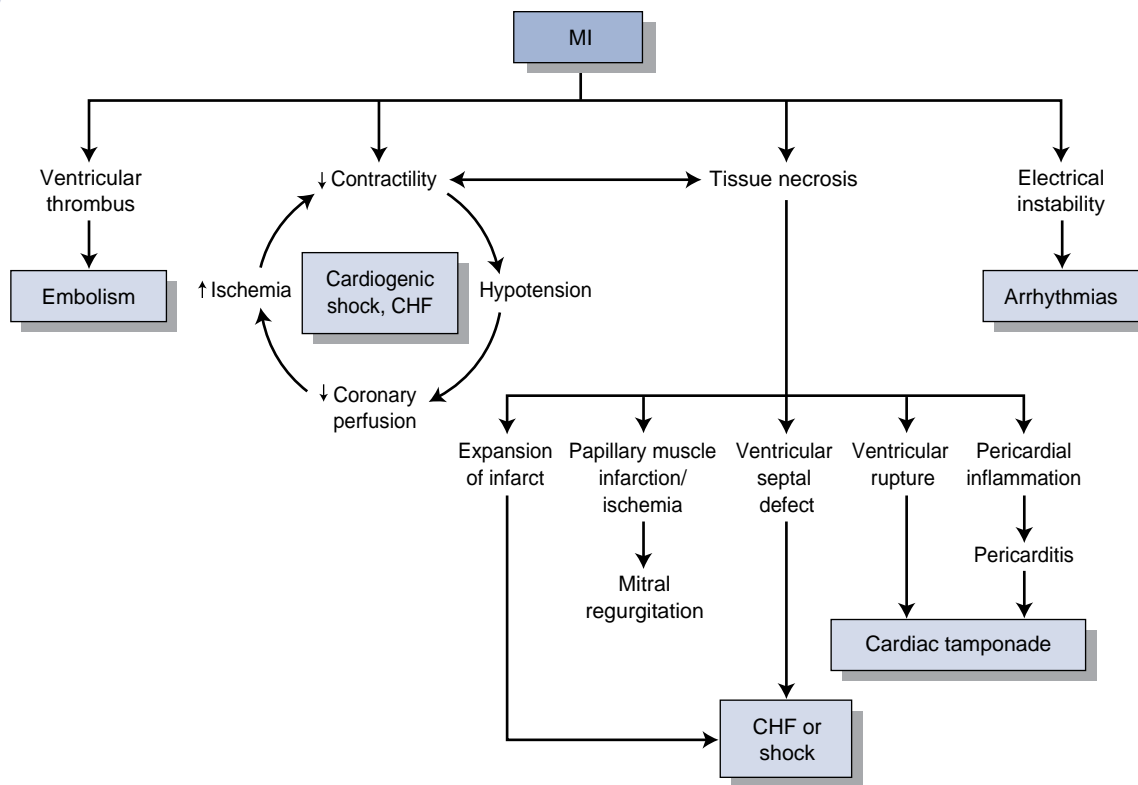 MI
Ventricular
thrombus
Embolism
↓ Contractility
Hypotension
↓ Coronary
perfusion
↑ Ischemia
Cardiogenic
shock, CHF
Tissue necrosis
Electrical
instability
Arrhythmias
Expansion
of infarct
Papillary muscle
infarction/
ischemia
Mitral
regurgitation
Ventricular
septal
defect
Ventricular
rupture
Pericardial
inflammation
Pericarditis
Cardiac tamponade
CHF or
shock